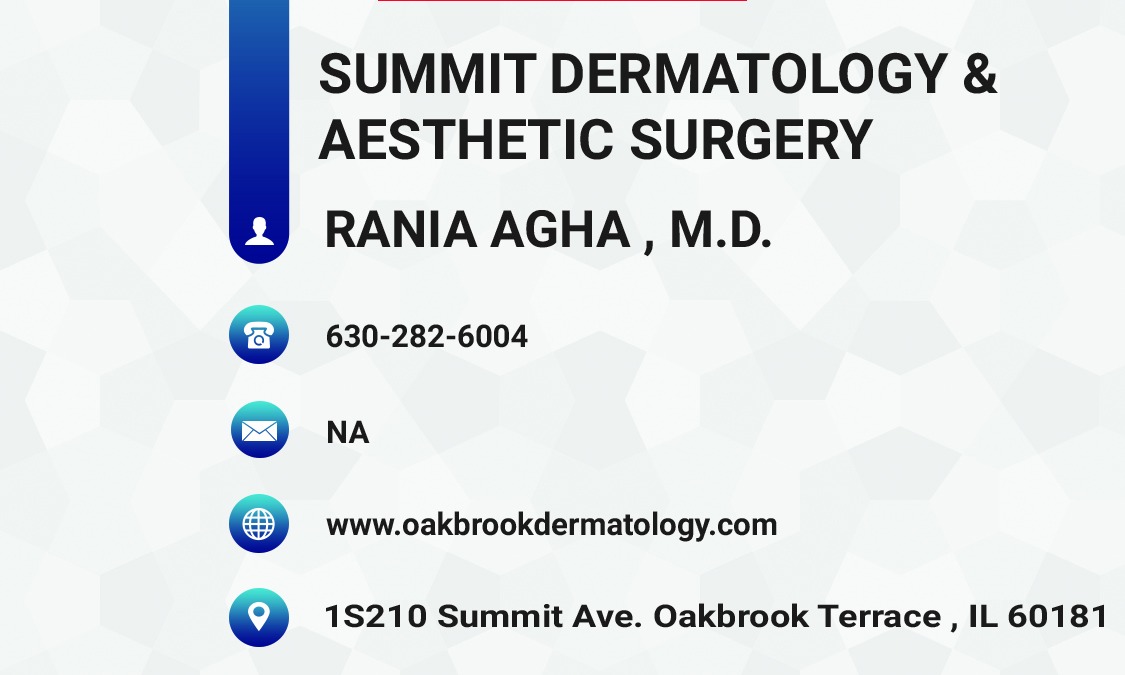 SUMMIT DERMATOLOGY &
AESTHETIC SURGERY
RANIA AGHA , M.D.
630-282-6004
NA
www.oakbrookdermatology.com
1S210 Summit Ave. Oakbrook Terrace , IL 60181